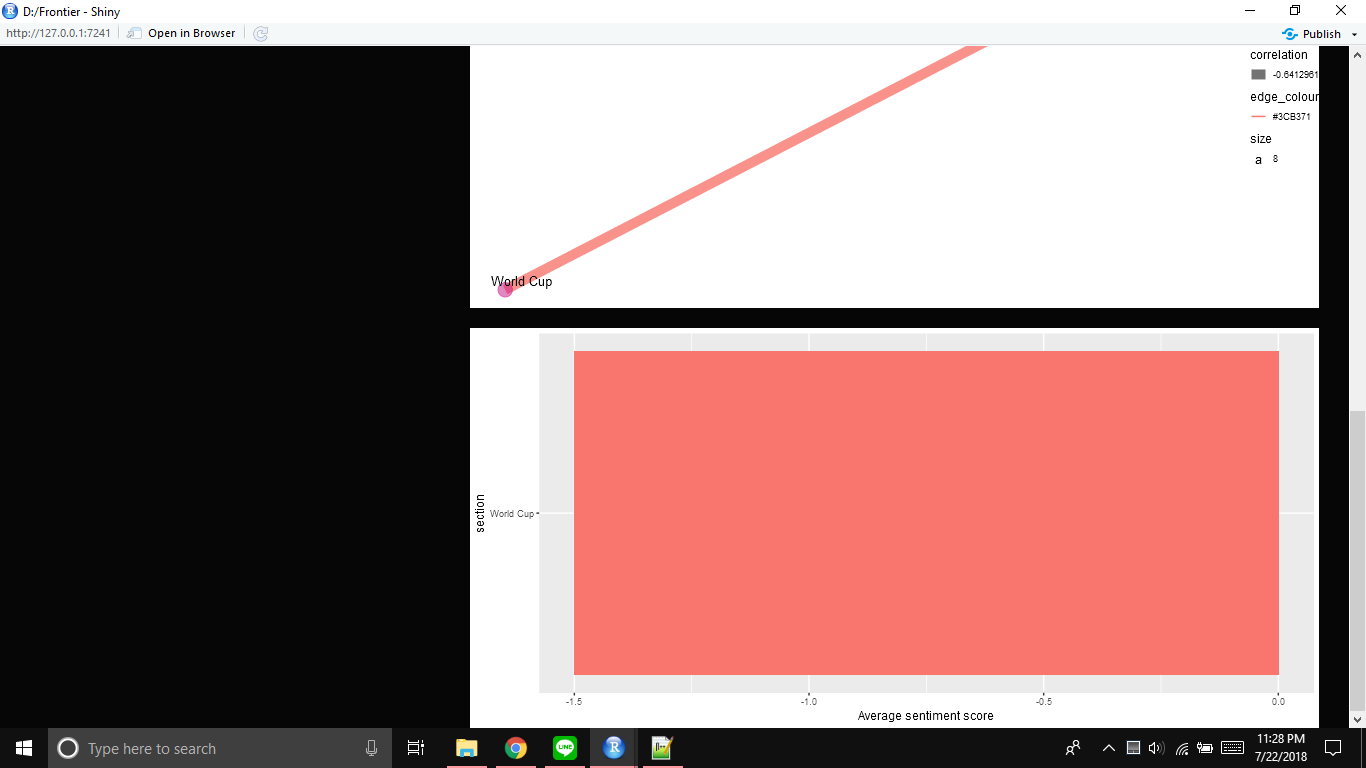 D:/Frontier - Shiny
http://127.0.0.1:7241 Open in Browser Publish
correlation
-0.6412961
edge_colour
#3CB371
size
a 8
World Cup
section
World Cup
-1.5 -1.0 -0.5 0.0
Average sentiment score
Type here to search
LINE
R
11:28 PM
7/22/2018